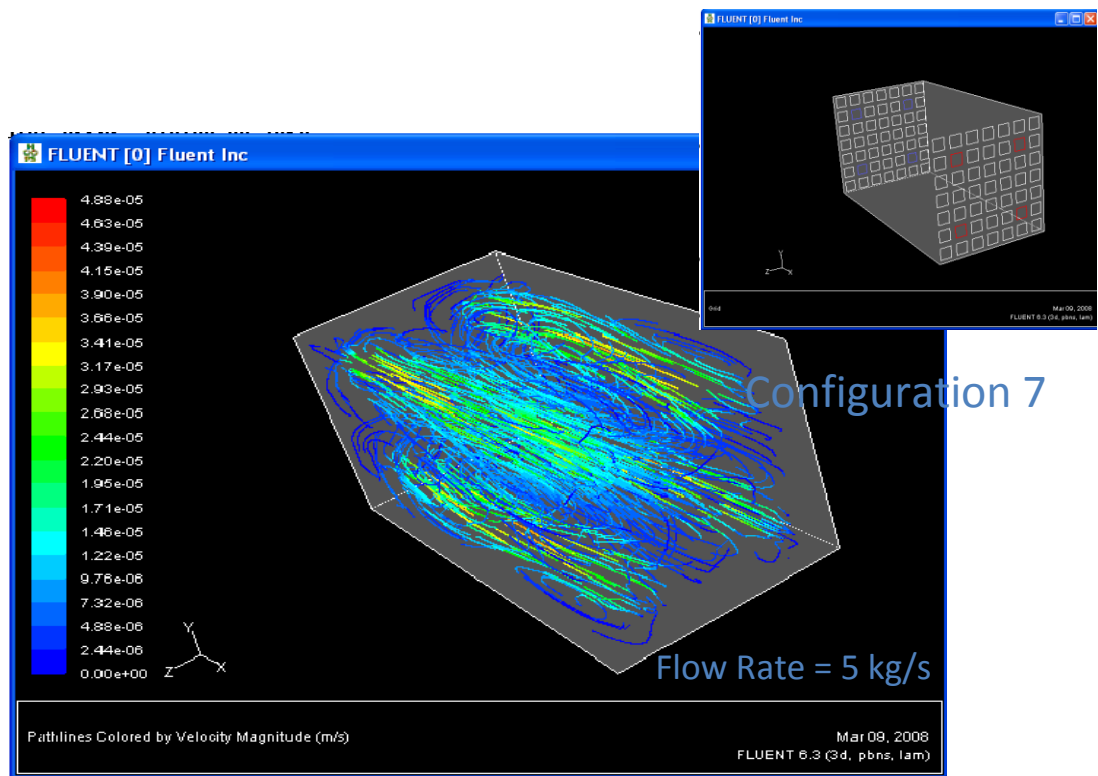 FLUENT [0] Fluent Inc
Y
Z
X
Grid
Mar 09, 2008
FLUENT 6.3 (3d, pbns, lam)
FLUENT [0] Fluent Inc
4.88e-05
4.63e-05
4.39e-05
4.15e-05
3.90e-05
3.66e-05
3.41e-05
3.17e-05
2.93e-05
2.68e-05
2.44e-05
2.20e-05
1.95e-05
1.71e-05
1.46e-05
1.22e-05
9.76e-06
7.32e-06
4.88e-06
2.44e-06
0.00e+00
Y
Z
X
Configuration 7
Flow Rate = 5 kg/s
Pathlines Colored by Velocity Magnitude (m/s)
Mar 09, 2008
FLUENT 6.3 (3d, pbns, lam)